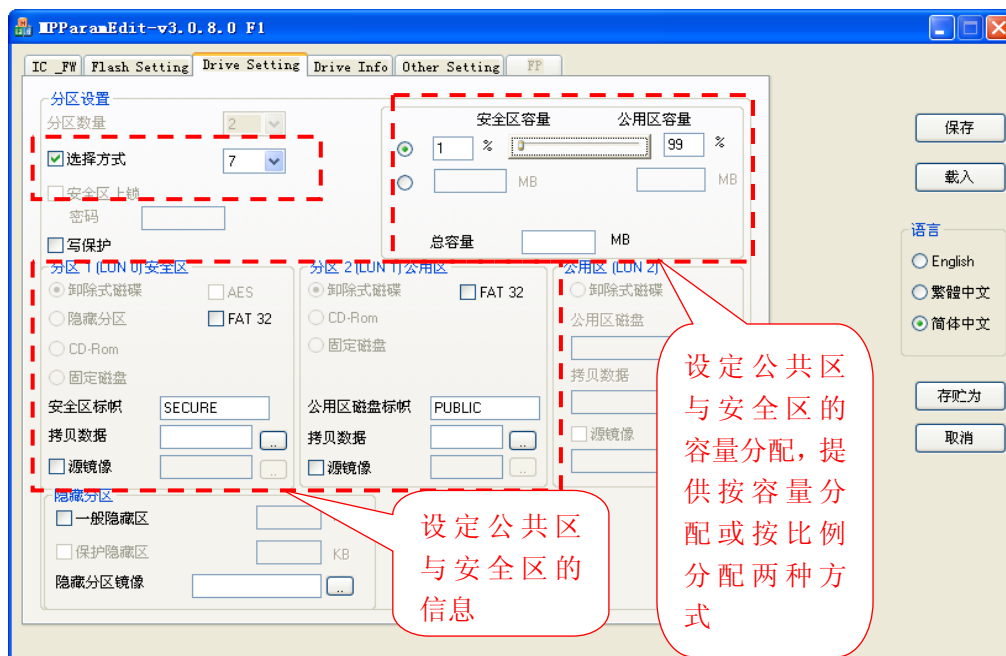 MPParamEdit-v3.0.8.0 F1
IC _FW Flash Setting Drive Setting Drive Info Other Setting FP
分区设置
分区数量 2
选择方式 7
安全区上锁
密码
写保护
安全区容量 公用区容量
1 % 99 %
MB MB
总容量 MB
保存
载入
语言
English
繁體中文
简体中文
存贮为
取消
分区 1 (LUN 0)安全区
卸除式磁碟 AES
隐藏分区 FAT 32
CD-Rom
固定磁盘
安全区标帜 SECURE
拷贝数据 ..
源镜像 ..
分区 2 (LUN 1)公用区
卸除式磁碟 FAT 32
CD-Rom
固定磁盘
公用区磁盘标帜 PUBLIC
拷贝数据 ..
源镜像 ..
公用区 (LUN 2)
卸除式磁碟
公用区磁盘
拷贝数据
源镜像
隐藏分区
一般隐藏区
保护隐藏区 KB
隐藏分区镜像 ..
设定公共区
与安全区的
信息
设定公共区
与安全区的
容量分配，提
供按容量分
配或按比例
分配两种方
式